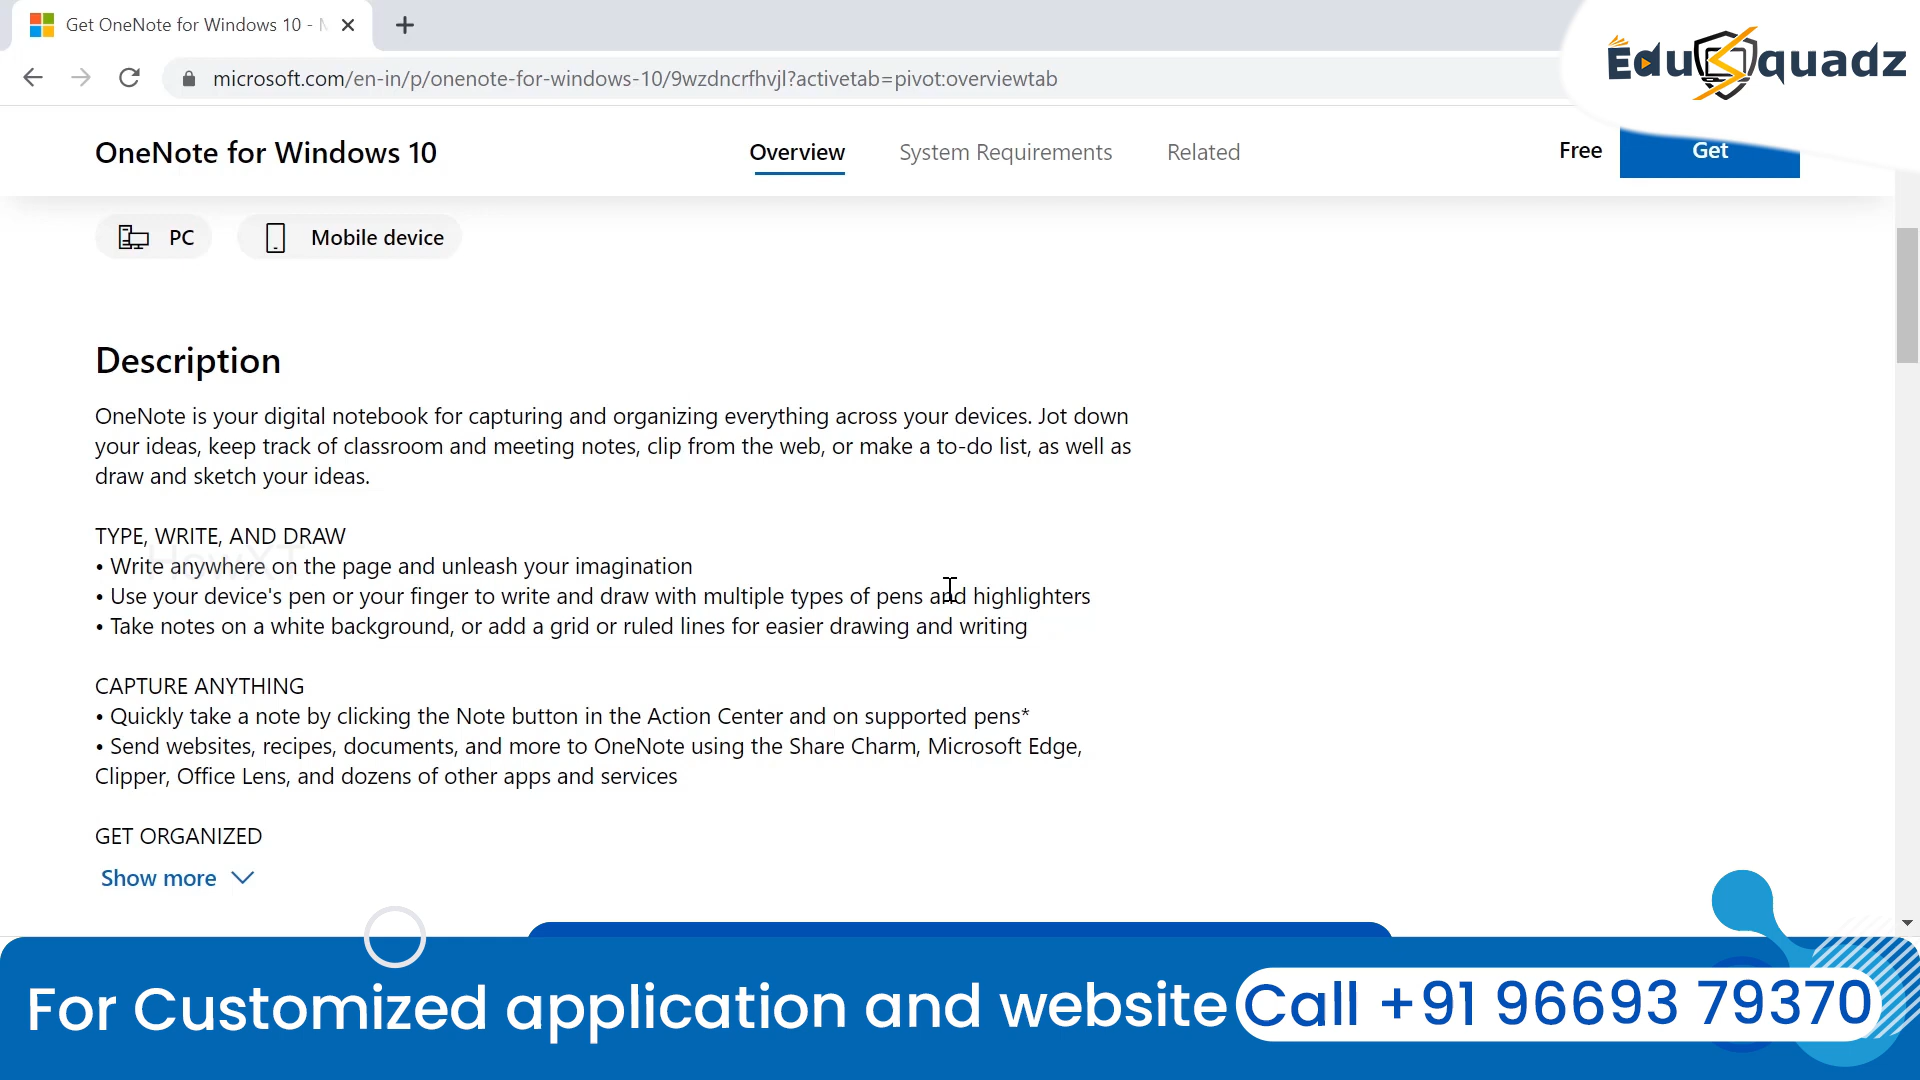 Get OneNote for Windows 10 - M
microsoft.com/en-in/p/onenote-for-windows-10/9wzdncrfhvjl?activetab=pivot:overviewtab
EduSquadz
OneNote for Windows 10
Overview
System Requirements
Related
Free
Get
PC
Mobile device
Description
OneNote is your digital notebook for capturing and organizing everything across your devices. Jot down
your ideas, keep track of classroom and meeting notes, clip from the web, or make a to-do list, as well as
draw and sketch your ideas.
TYPE, WRITE, AND DRAW
HowXT
• Write anywhere on the page and unleash your imagination
• Use your device's pen or your finger to write and draw with multiple types of pens and highlighters
• Take notes on a white background, or add a grid or ruled lines for easier drawing and writing
CAPTURE ANYTHING
• Quickly take a note by clicking the Note button in the Action Center and on supported pens*
• Send websites, recipes, documents, and more to OneNote using the Share Charm, Microsoft Edge,
Clipper, Office Lens, and dozens of other apps and services
GET ORGANIZED
Show more
For Customized application and website Call +91 96693 79370